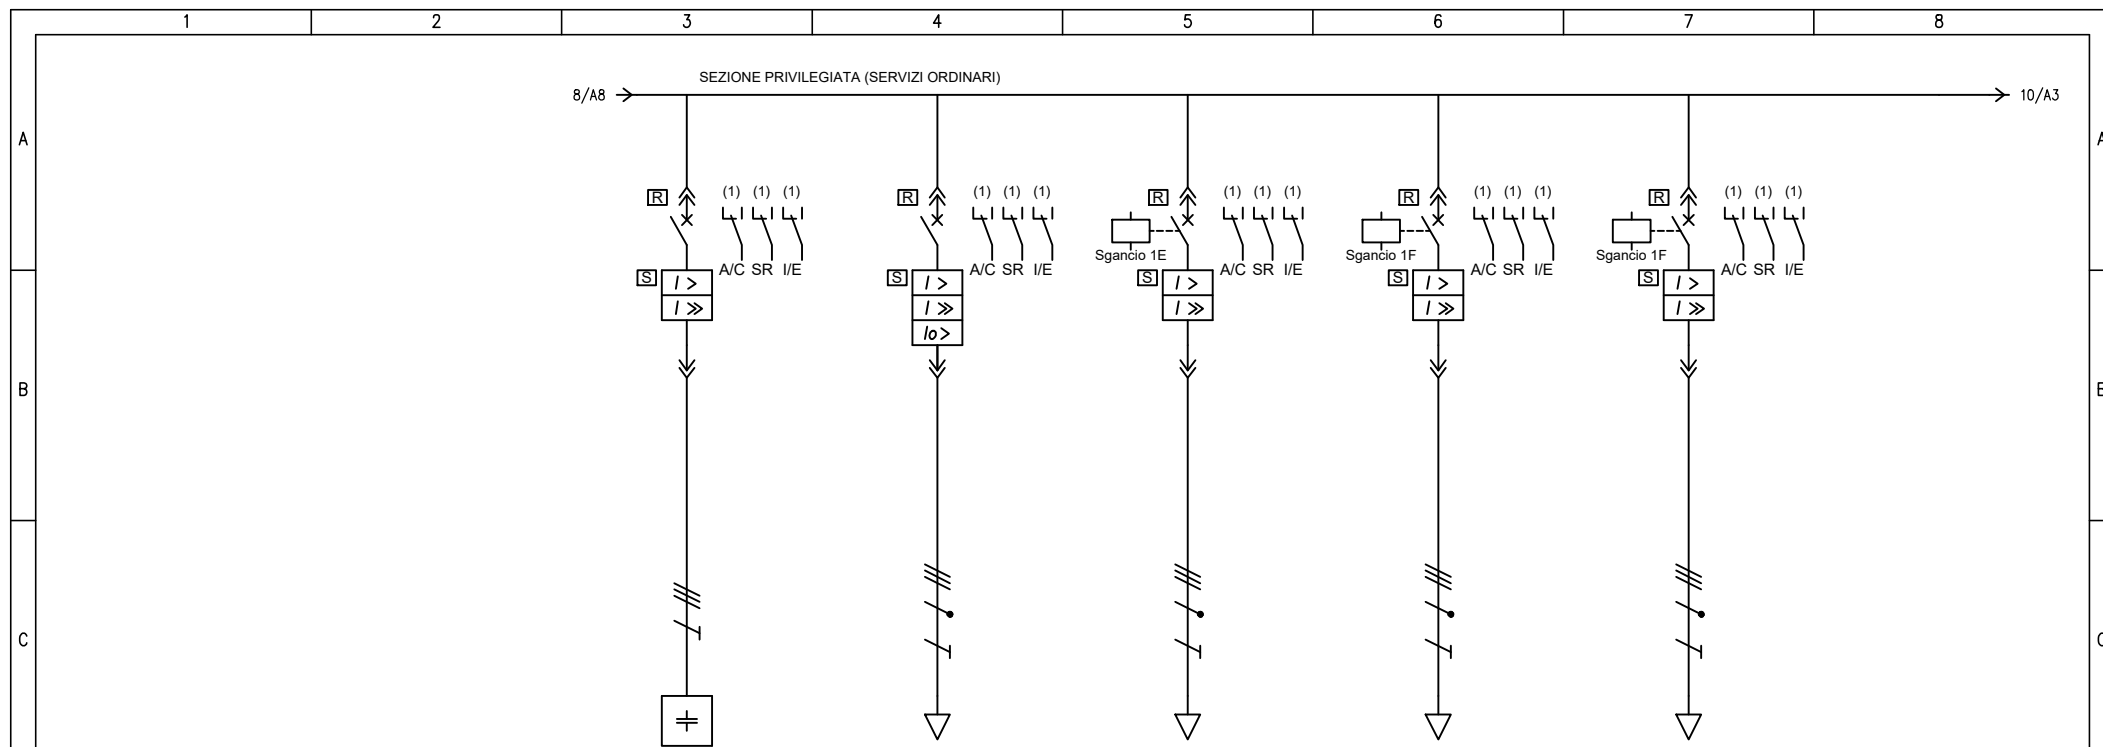 1 2 3 4 5 6 7 8
SEZIONE PRIVILEGIATA (SERVIZI ORDINARI)
8/A8 10/A3
A A
R (1) (1) (1) R (1) (1) (1) R (1) (1) (1) R (1) (1) (1) R (1) (1) (1)
Sgancio 1E Sgancio 1F Sgancio 1F
A/C SR I/E A/C SR I/E A/C SR I/E A/C SR I/E A/C SR I/E
S I > S I > S I > S I > S I >
I >> I >> I >> I >> I >>
Io >
B
C